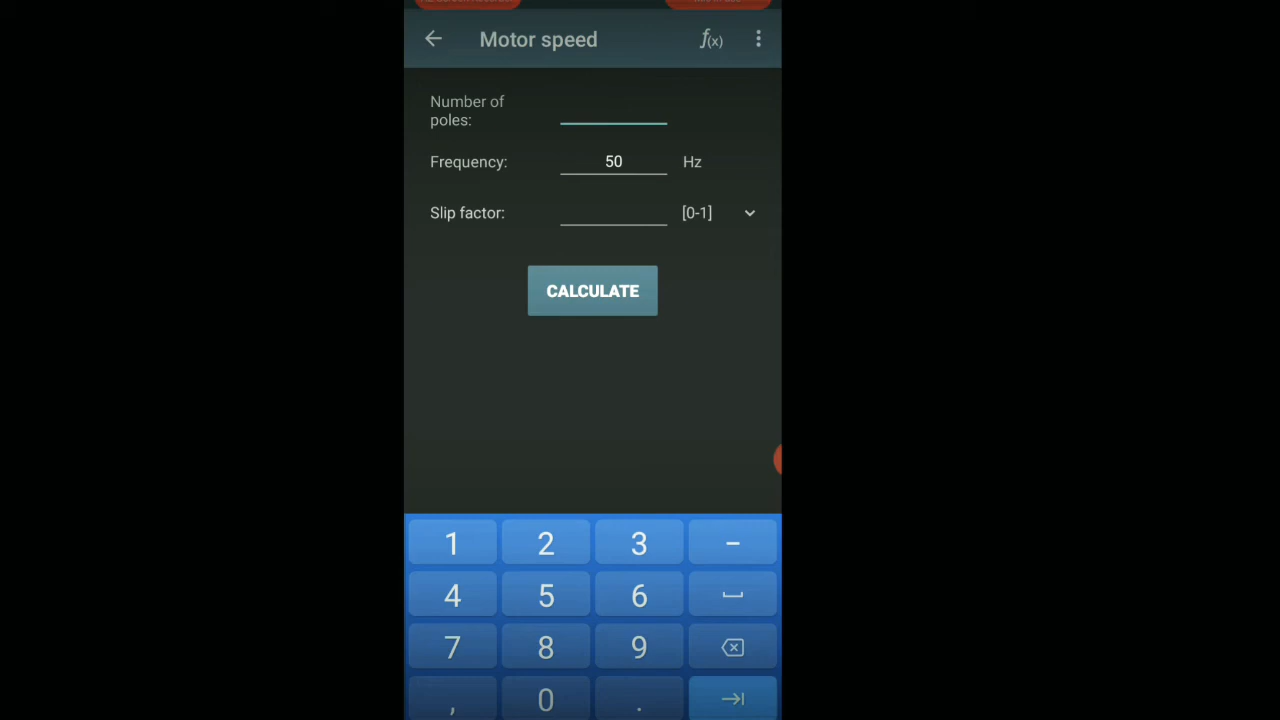 Motor speed f(x)
Number of
poles:
Frequency: 50 Hz
Slip factor: [0-1]
CALCULATE
1 2 3 -
4 5 6
7 8 9
, 0 .